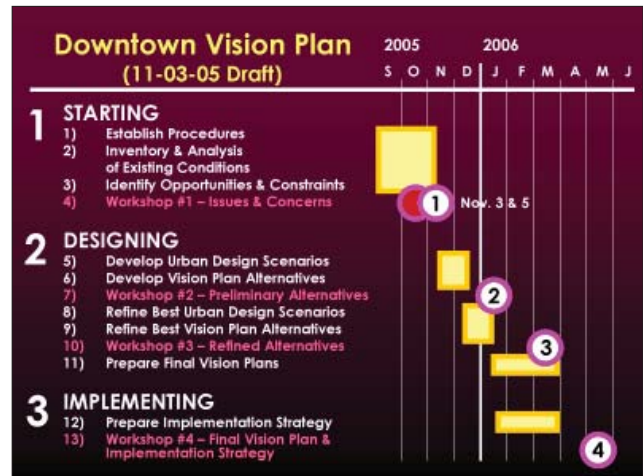 Downtown Vision Plan
(11-03-05 Draft)
2005 2006
S O N D J F M A M J
1 STARTING
1) Establish Procedures
2) Inventory & Analysis
of Existing Conditions
3) Identify Opportunities & Constraints
4) Workshop #1 – Issues & Concerns
1 Nov. 3 & 5
2 DESIGNING
5) Develop Urban Design Scenarios
6) Develop Vision Plan Alternatives
7) Workshop #2 – Preliminary Alternatives
2
8) Refine Best Urban Design Scenarios
9) Refine Best Vision Plan Alternatives
10) Workshop #3 – Refined Alternatives
3
11) Prepare Final Vision Plans
3 IMPLEMENTING
12) Prepare Implementation Strategy
13) Workshop #4 – Final Vision Plan &
Implementation Strategy
4